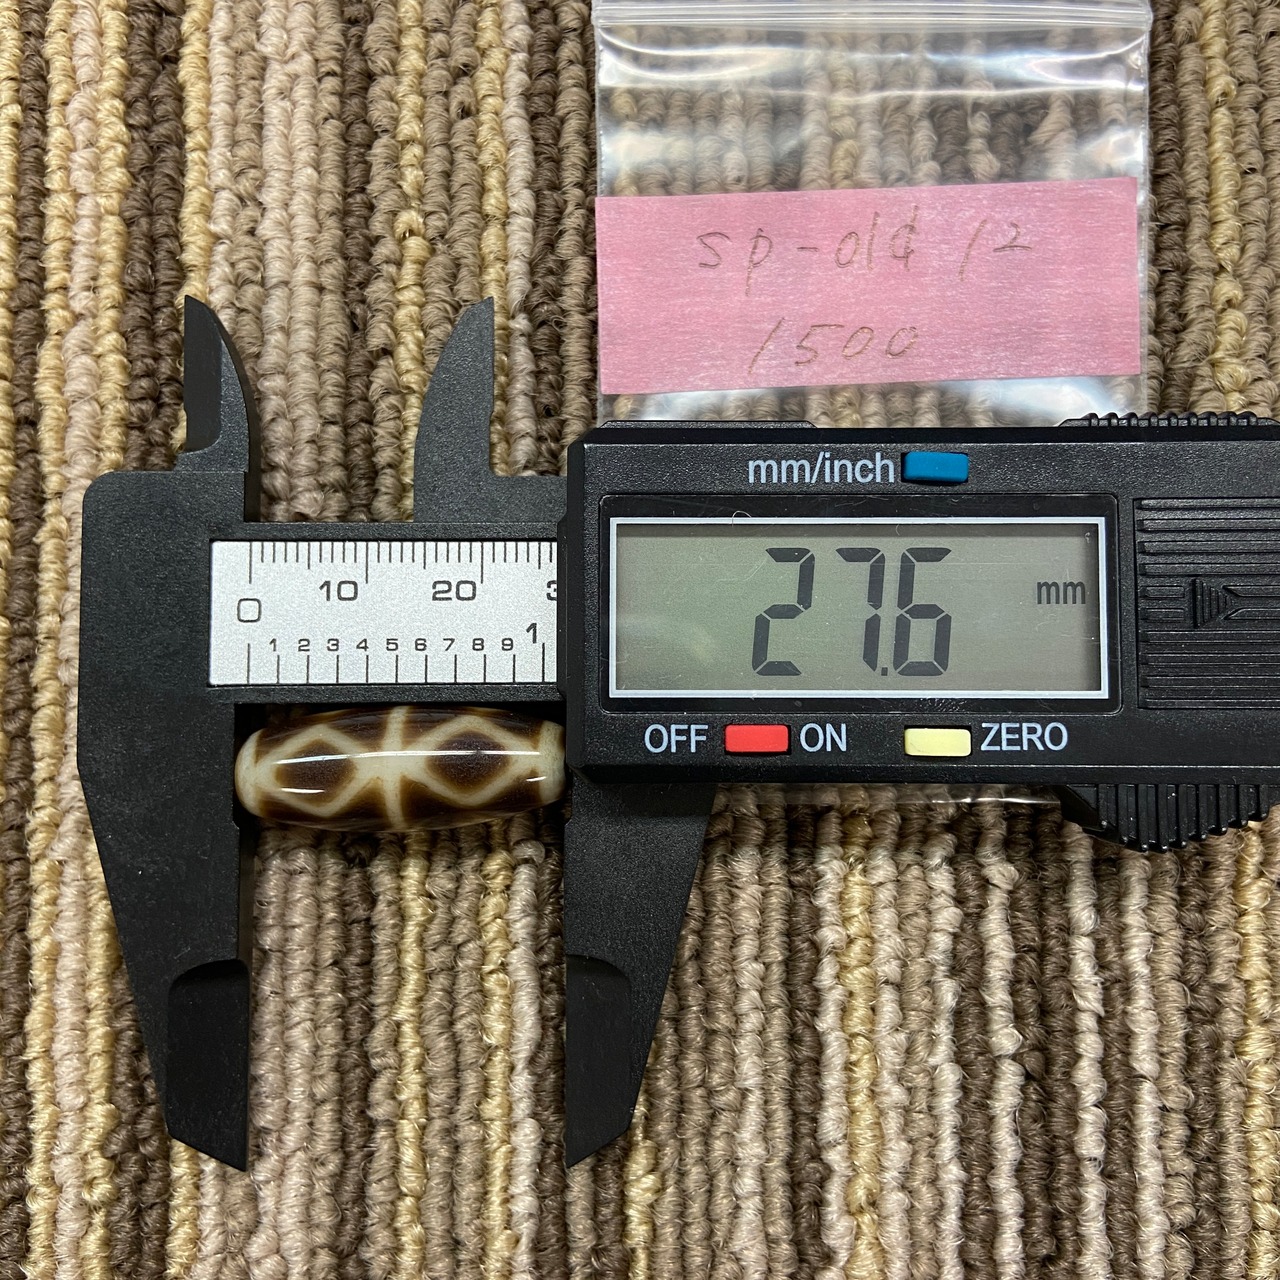 sp-old 12
1500
mm/inch
27.6 mm
OFF ON ZERO
0 10 20 3
1 2 3 4 5 6 7 8 9 1